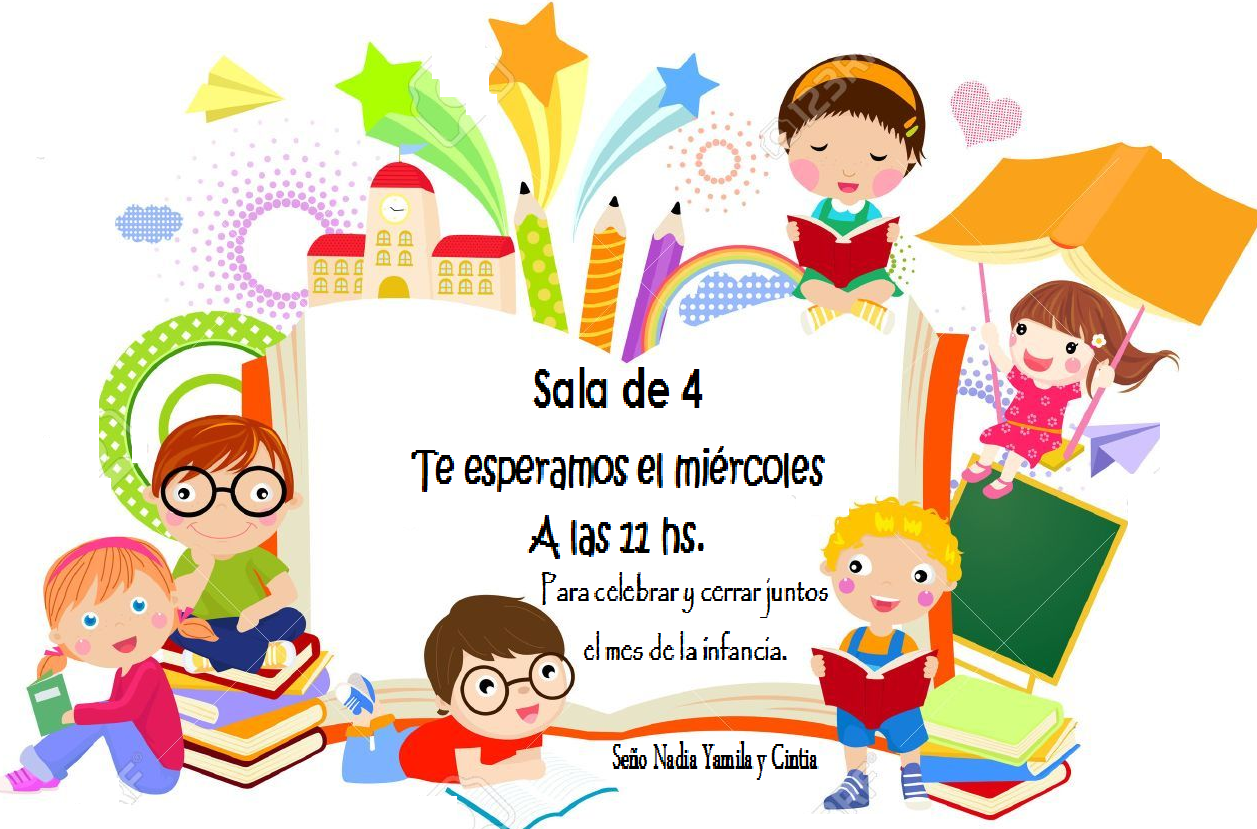 Sala de 4
Te esperamos el miércoles
A las 11 hs.
Para celebrar y cerrar juntos
el mes de la infancia.
Seño Nadia Yamila y Cintia
123RF